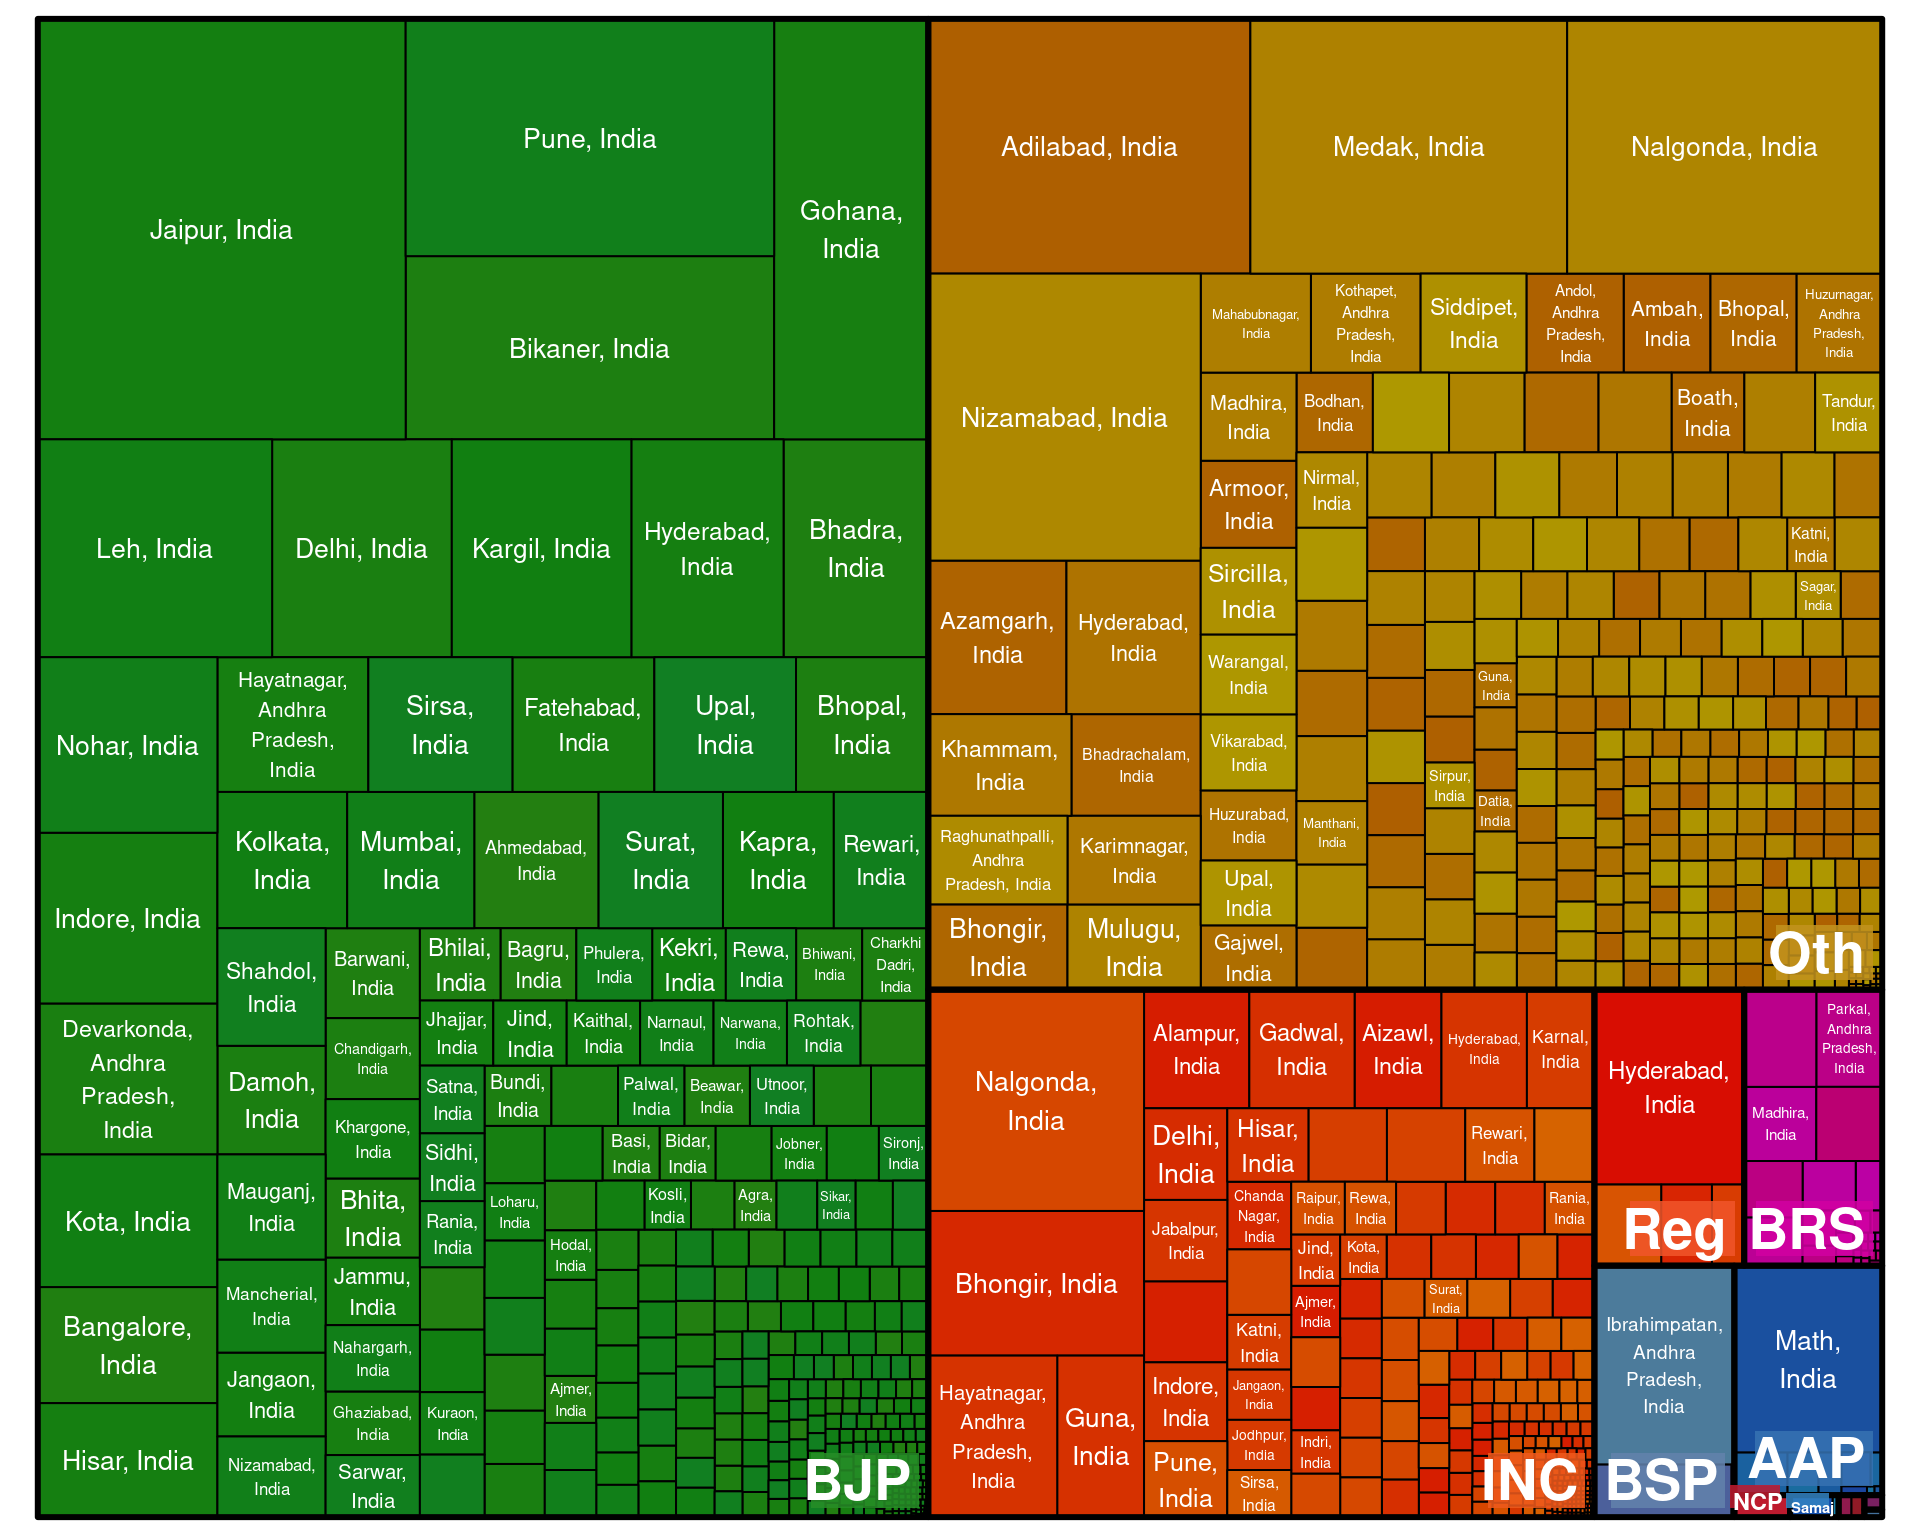 Jaipur, India
Pune, India
Bikaner, India
Gohana,
India
Leh, India
Delhi, India
Kargil, India
Hyderabad,
India
Bhadra,
India
Nohar, India
Hayatnagar,
Andhra
Pradesh,
India
Sirsa,
India
Fatehabad,
India
Upal,
India
Bhopal,
India
Kolkata,
India
Mumbai,
India
Ahmedabad,
India
Surat,
India
Kapra,
India
Rewari,
India
Indore, India
Devarkonda,
Andhra
Pradesh,
India
Kota, India
Bangalore,
India
Hisar, India
Shahdol,
India
Damoh,
India
Mauganj,
India
Mancherial,
India
Jangaon,
India
Nizamabad,
India
Barwani,
India
Chandigarh,
India
Khargone,
India
Bhita,
India
Jammu,
India
Nahargarh,
India
Ghaziabad,
India
Sarwar,
India
Bhilai,
India
Bagru,
India
Phulera,
India
Kekri,
India
Rewa,
India
Bhiwani,
India
Charkhi
Dadri,
India
Jhajjar,
India
Jind,
India
Kaithal,
India
Narnaul,
India
Narwana,
India
Rohtak,
India
Satna,
India
Bundi,
India
Palwal,
India
Beawar,
India
Utnoor,
India
Sidhi,
India
Basi,
India
Bidar,
India
Jobner,
India
Sironj,
India
Rania,
India
Loharu,
India
Kosli,
India
Agra,
India
Sikar,
India
Hodal,
India
Kuraon,
India
Ajmer,
India
BJP
Adilabad, India
Medak, India
Nalgonda, India
Nizamabad, India
Mahabubnagar,
India
Kothapet,
Andhra
Pradesh,
India
Siddipet,
India
Andol,
Andhra
Pradesh,
India
Ambah,
India
Bhopal,
India
Huzurnagar,
Andhra
Pradesh,
India
Madhira,
India
Bodhan,
India
Boath,
India
Tandur,
India
Armoor,
India
Nirmal,
India
Katni,
India
Sircilla,
India
Sagar,
India
Azamgarh,
India
Hyderabad,
India
Warangal,
India
Guna,
India
Khammam,
India
Bhadrachalam,
India
Vikarabad,
India
Sirpur,
India
Datia,
India
Raghunathpalli,
Andhra
Pradesh, India
Karimnagar,
India
Huzurabad,
India
Manthani,
India
Upal,
India
Bhongir,
India
Mulugu,
India
Gajwel,
India
Oth
Nalgonda,
India
Bhongir, India
Hayatnagar,
Andhra
Pradesh,
India
Guna,
India
Alampur,
India
Gadwal,
India
Aizawl,
India
Hyderabad,
India
Karnal,
India
Delhi,
India
Hisar,
India
Rewari,
India
Jabalpur,
India
Chanda
Nagar,
India
Raipur,
India
Rewa,
India
Rania,
India
Jind,
India
Kota,
India
Ajmer,
India
Surat,
India
Katni,
India
Indore,
India
Jangaon,
India
Jodhpur,
India
Indri,
India
Pune,
India
Sirsa,
India
INC
Hyderabad,
India
Reg
Parkal,
Andhra
Pradesh,
India
Madhira,
India
BRS
Ibrahimpatan,
Andhra
Pradesh,
India
BSP
Math,
India
AAP
NCP
Samaj